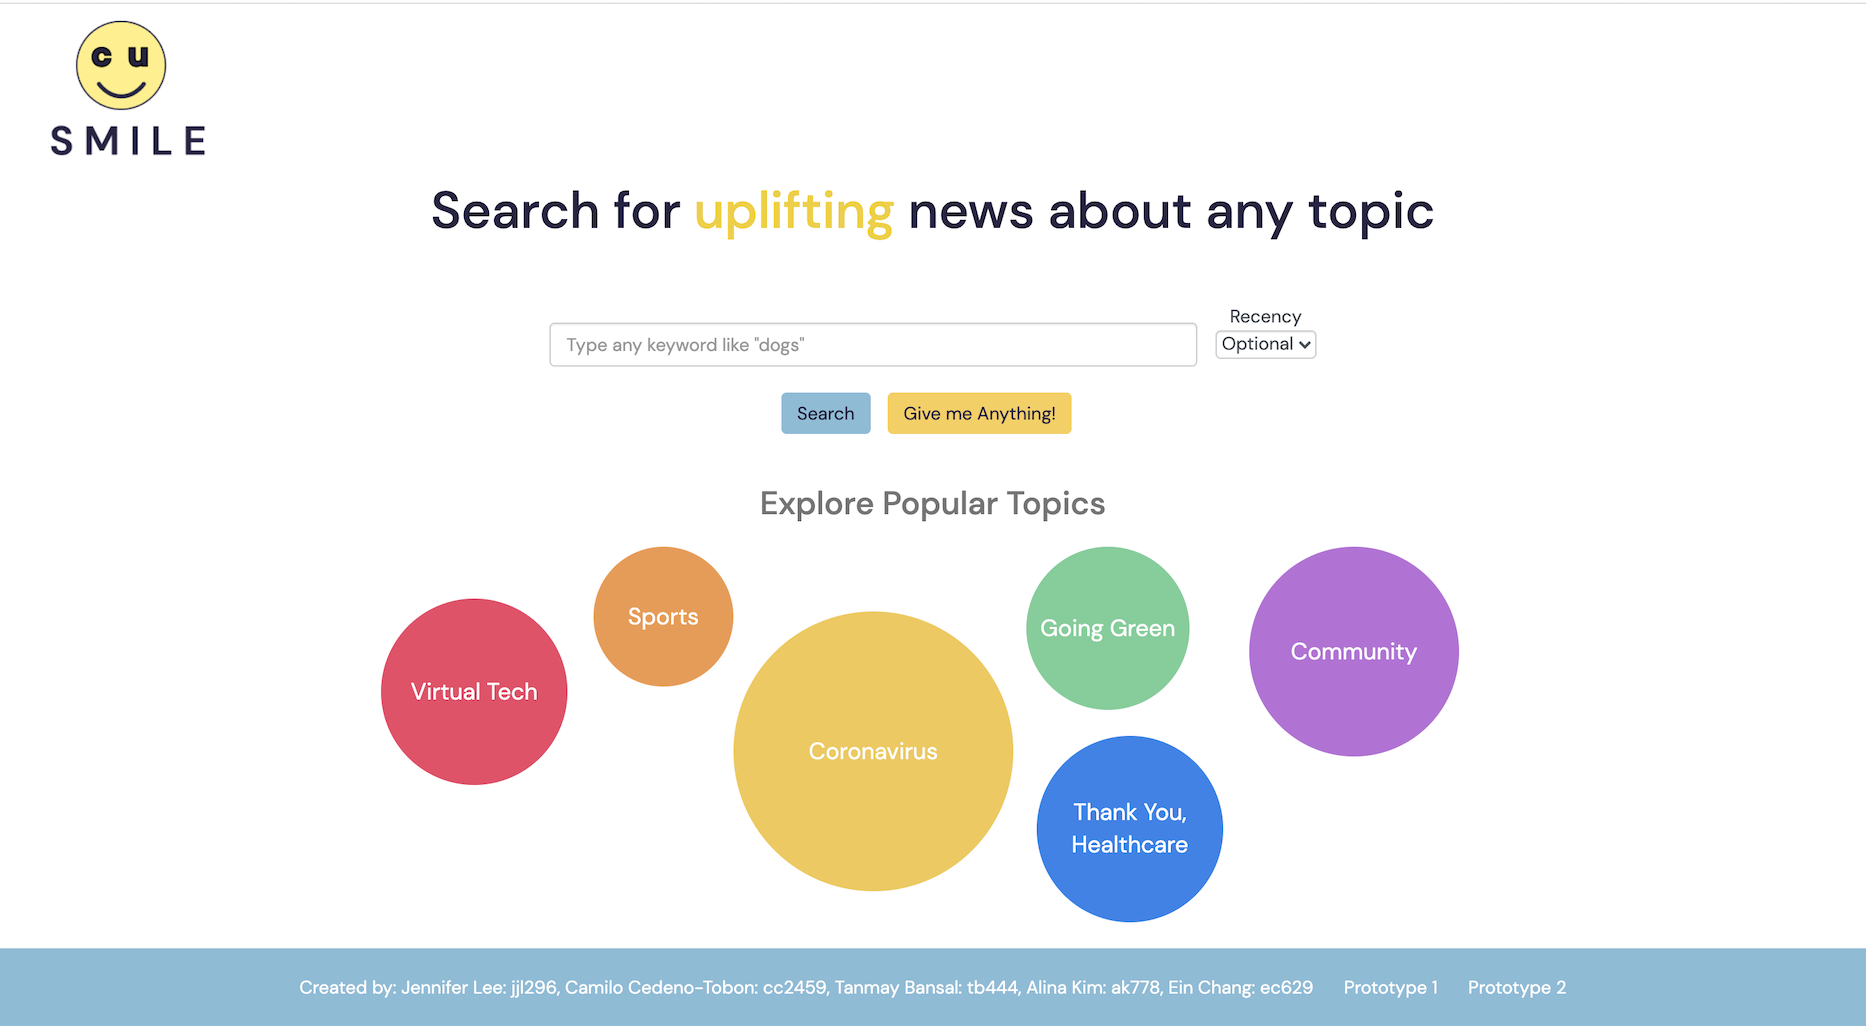 c u
SMILE
Search for uplifting news about any topic
Recency
Type any keyword like "dogs"
Optional
Search
Give me Anything!
Explore Popular Topics
Virtual Tech
Sports
Coronavirus
Going Green
Thank You,
Healthcare
Community
Created by: Jennifer Lee: jjl296, Camilo Cedeno-Tobon: cc2459, Tanmay Bansal: tb444, Alina Kim: ak778, Ein Chang: ec629 Prototype 1 Prototype 2